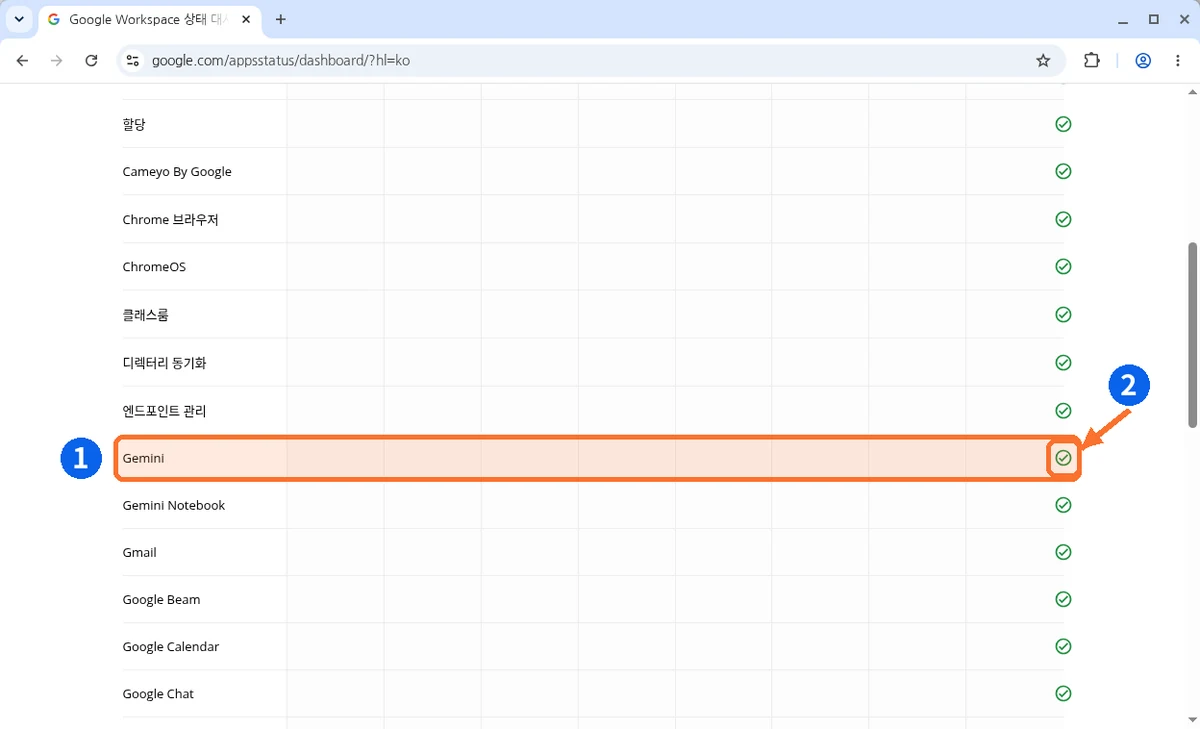 Google Workspace 상태 대시
google.com/appsstatus/dashboard/?hl=ko
할당
Cameyo By Google
Chrome 브라우저
ChromeOS
클래스룸
디렉터리 동기화
엔드포인트 관리
2
1
Gemini
Gemini Notebook
Gmail
Google Beam
Google Calendar
Google Chat